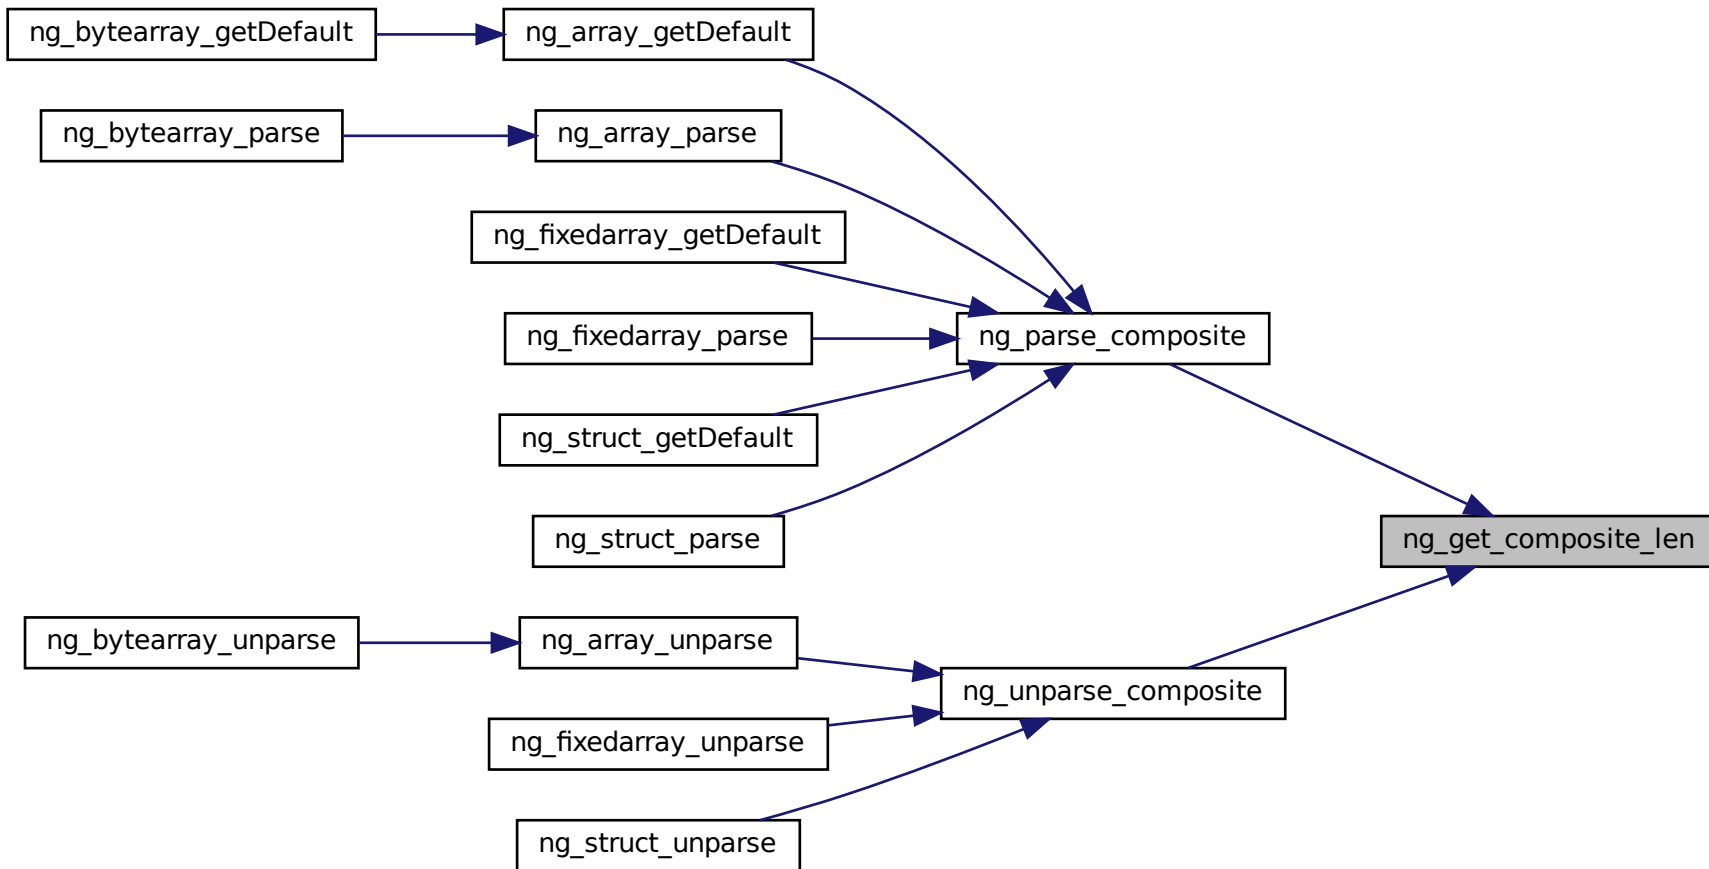 ng_bytearray_getDefault
ng_array_getDefault
ng_bytearray_parse
ng_array_parse
ng_fixedarray_getDefault
ng_fixedarray_parse
ng_parse_composite
ng_struct_getDefault
ng_struct_parse
ng_get_composite_len
ng_bytearray_unparse
ng_array_unparse
ng_unparse_composite
ng_fixedarray_unparse
ng_struct_unparse